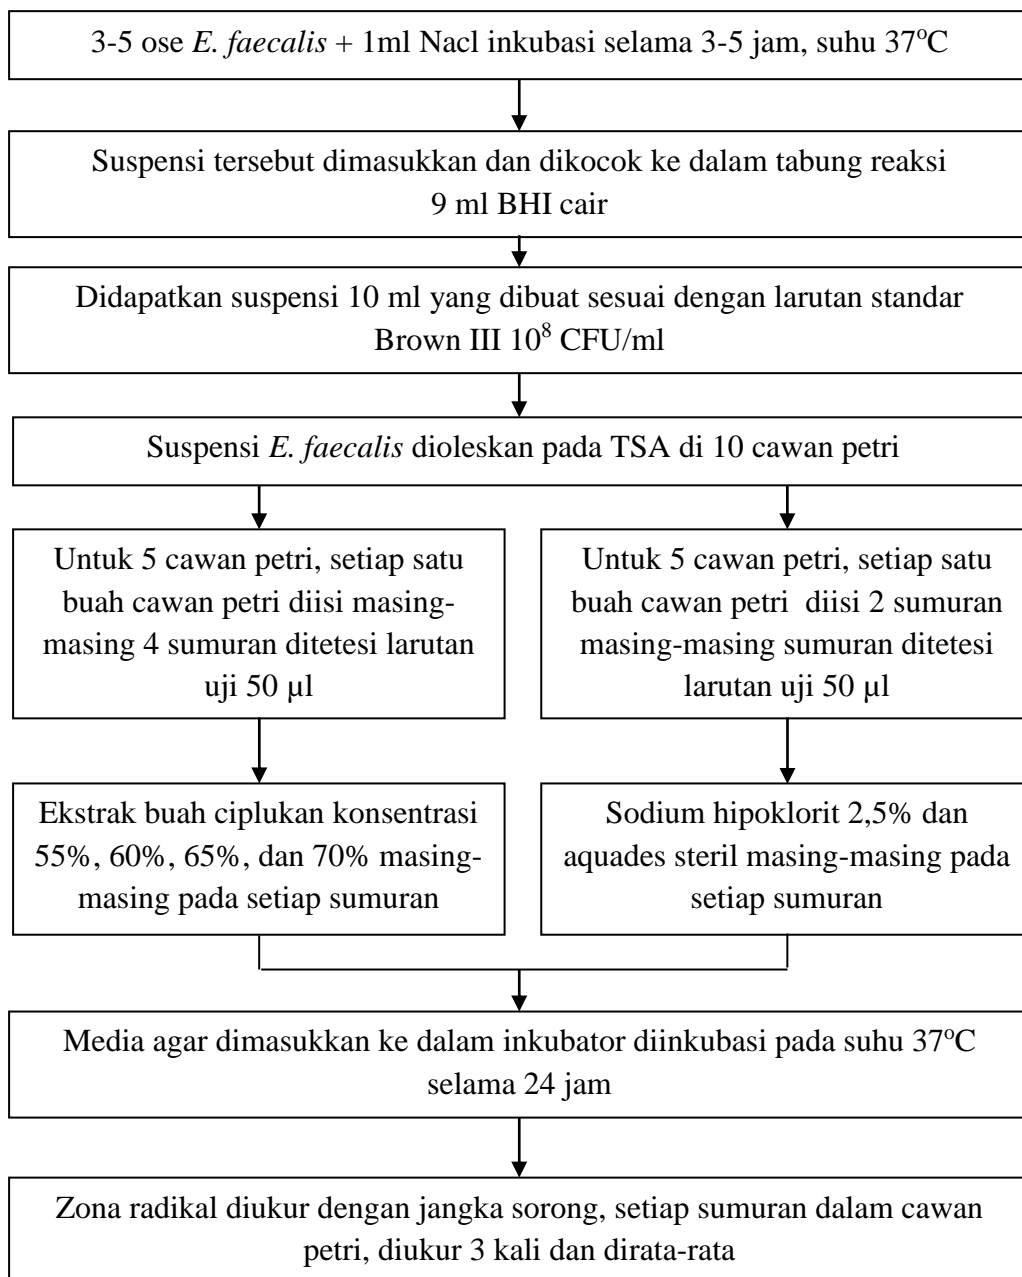 3-5 ose E. faecalis + 1ml Nacl inkubasi selama 3-5 jam, suhu 37°C
Suspensi tersebut dimasukkan dan dikocok ke dalam tabung reaksi
9 ml BHI cair
Didapatkan suspensi 10 ml yang dibuat sesuai dengan larutan standar
Brown III 10⁸ CFU/ml
Suspensi E. faecalis dioleskan pada TSA di 10 cawan petri
Untuk 5 cawan petri, setiap satu
buah cawan petri diisi masing-
masing 4 sumuran ditetesi larutan
uji 50 µl
Untuk 5 cawan petri, setiap satu
buah cawan petri diisi 2 sumuran
masing-masing sumuran ditetesi
larutan uji 50 µl
Ekstrak buah ciplukan konsentrasi
55%, 60%, 65%, dan 70% masing-
masing pada setiap sumuran
Sodium hipoklorit 2,5% dan
aquades steril masing-masing pada
setiap sumuran
Media agar dimasukkan ke dalam inkubator diinkubasi pada suhu 37°C
selama 24 jam
Zona radikal diukur dengan jangka sorong, setiap sumuran dalam cawan
petri, diukur 3 kali dan dirata-rata